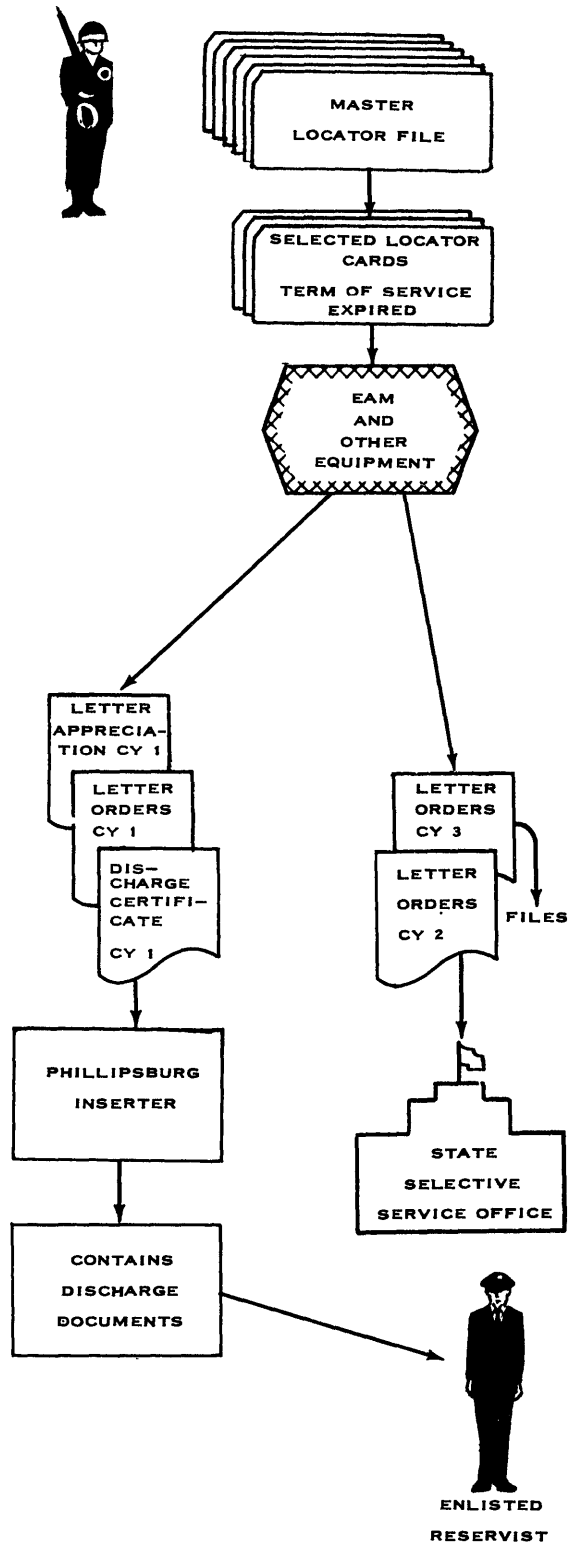 MASTER
LOCATOR FILE
SELECTED LOCATOR
CARDS
TERM OF SERVICE
EXPIRED
EAM
AND
OTHER
EQUIPMENT
LETTER
APPRECIA-
TION CY 1
LETTER
ORDERS
CY 1
DIS-
CHARGE
CERTIFI-
CATE
CY 1
LETTER
ORDERS
CY 3
LETTER
ORDERS
CY 2
FILES
PHILLIPSBURG
INSERTER
STATE
SELECTIVE
SERVICE OFFICE
CONTAINS
DISCHARGE
DOCUMENTS
ENLISTED
RESERVIST